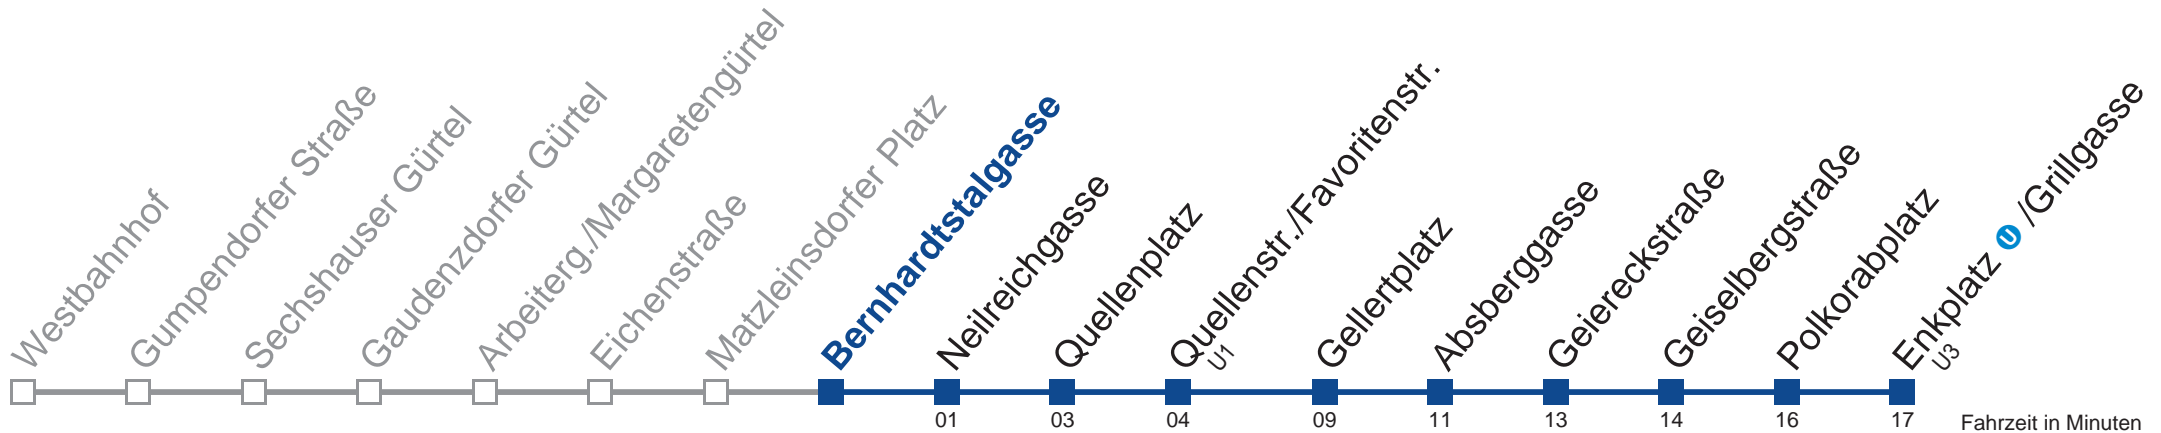 Westbahnhof
Gumpendorfer Straße
Sechshauser Gürtel
Gaudenzdorfer Gürtel
Arbeiterg./Margaretengürtel
Eichenstraße
Matzleinsdorfer Platz
Bernhardtstalgasse
Neilreichgasse
Quellenplatz
Quellenstr./Favoritenstr.
U1
Gellertplatz
Absberggasse
Geiereckstraße
Geiselbergstraße
Polkorabplatz
Enkplatz U /Grillgasse
U3
01 03 04 09 11 13 14 16 17 Fahrzeit in Minuten